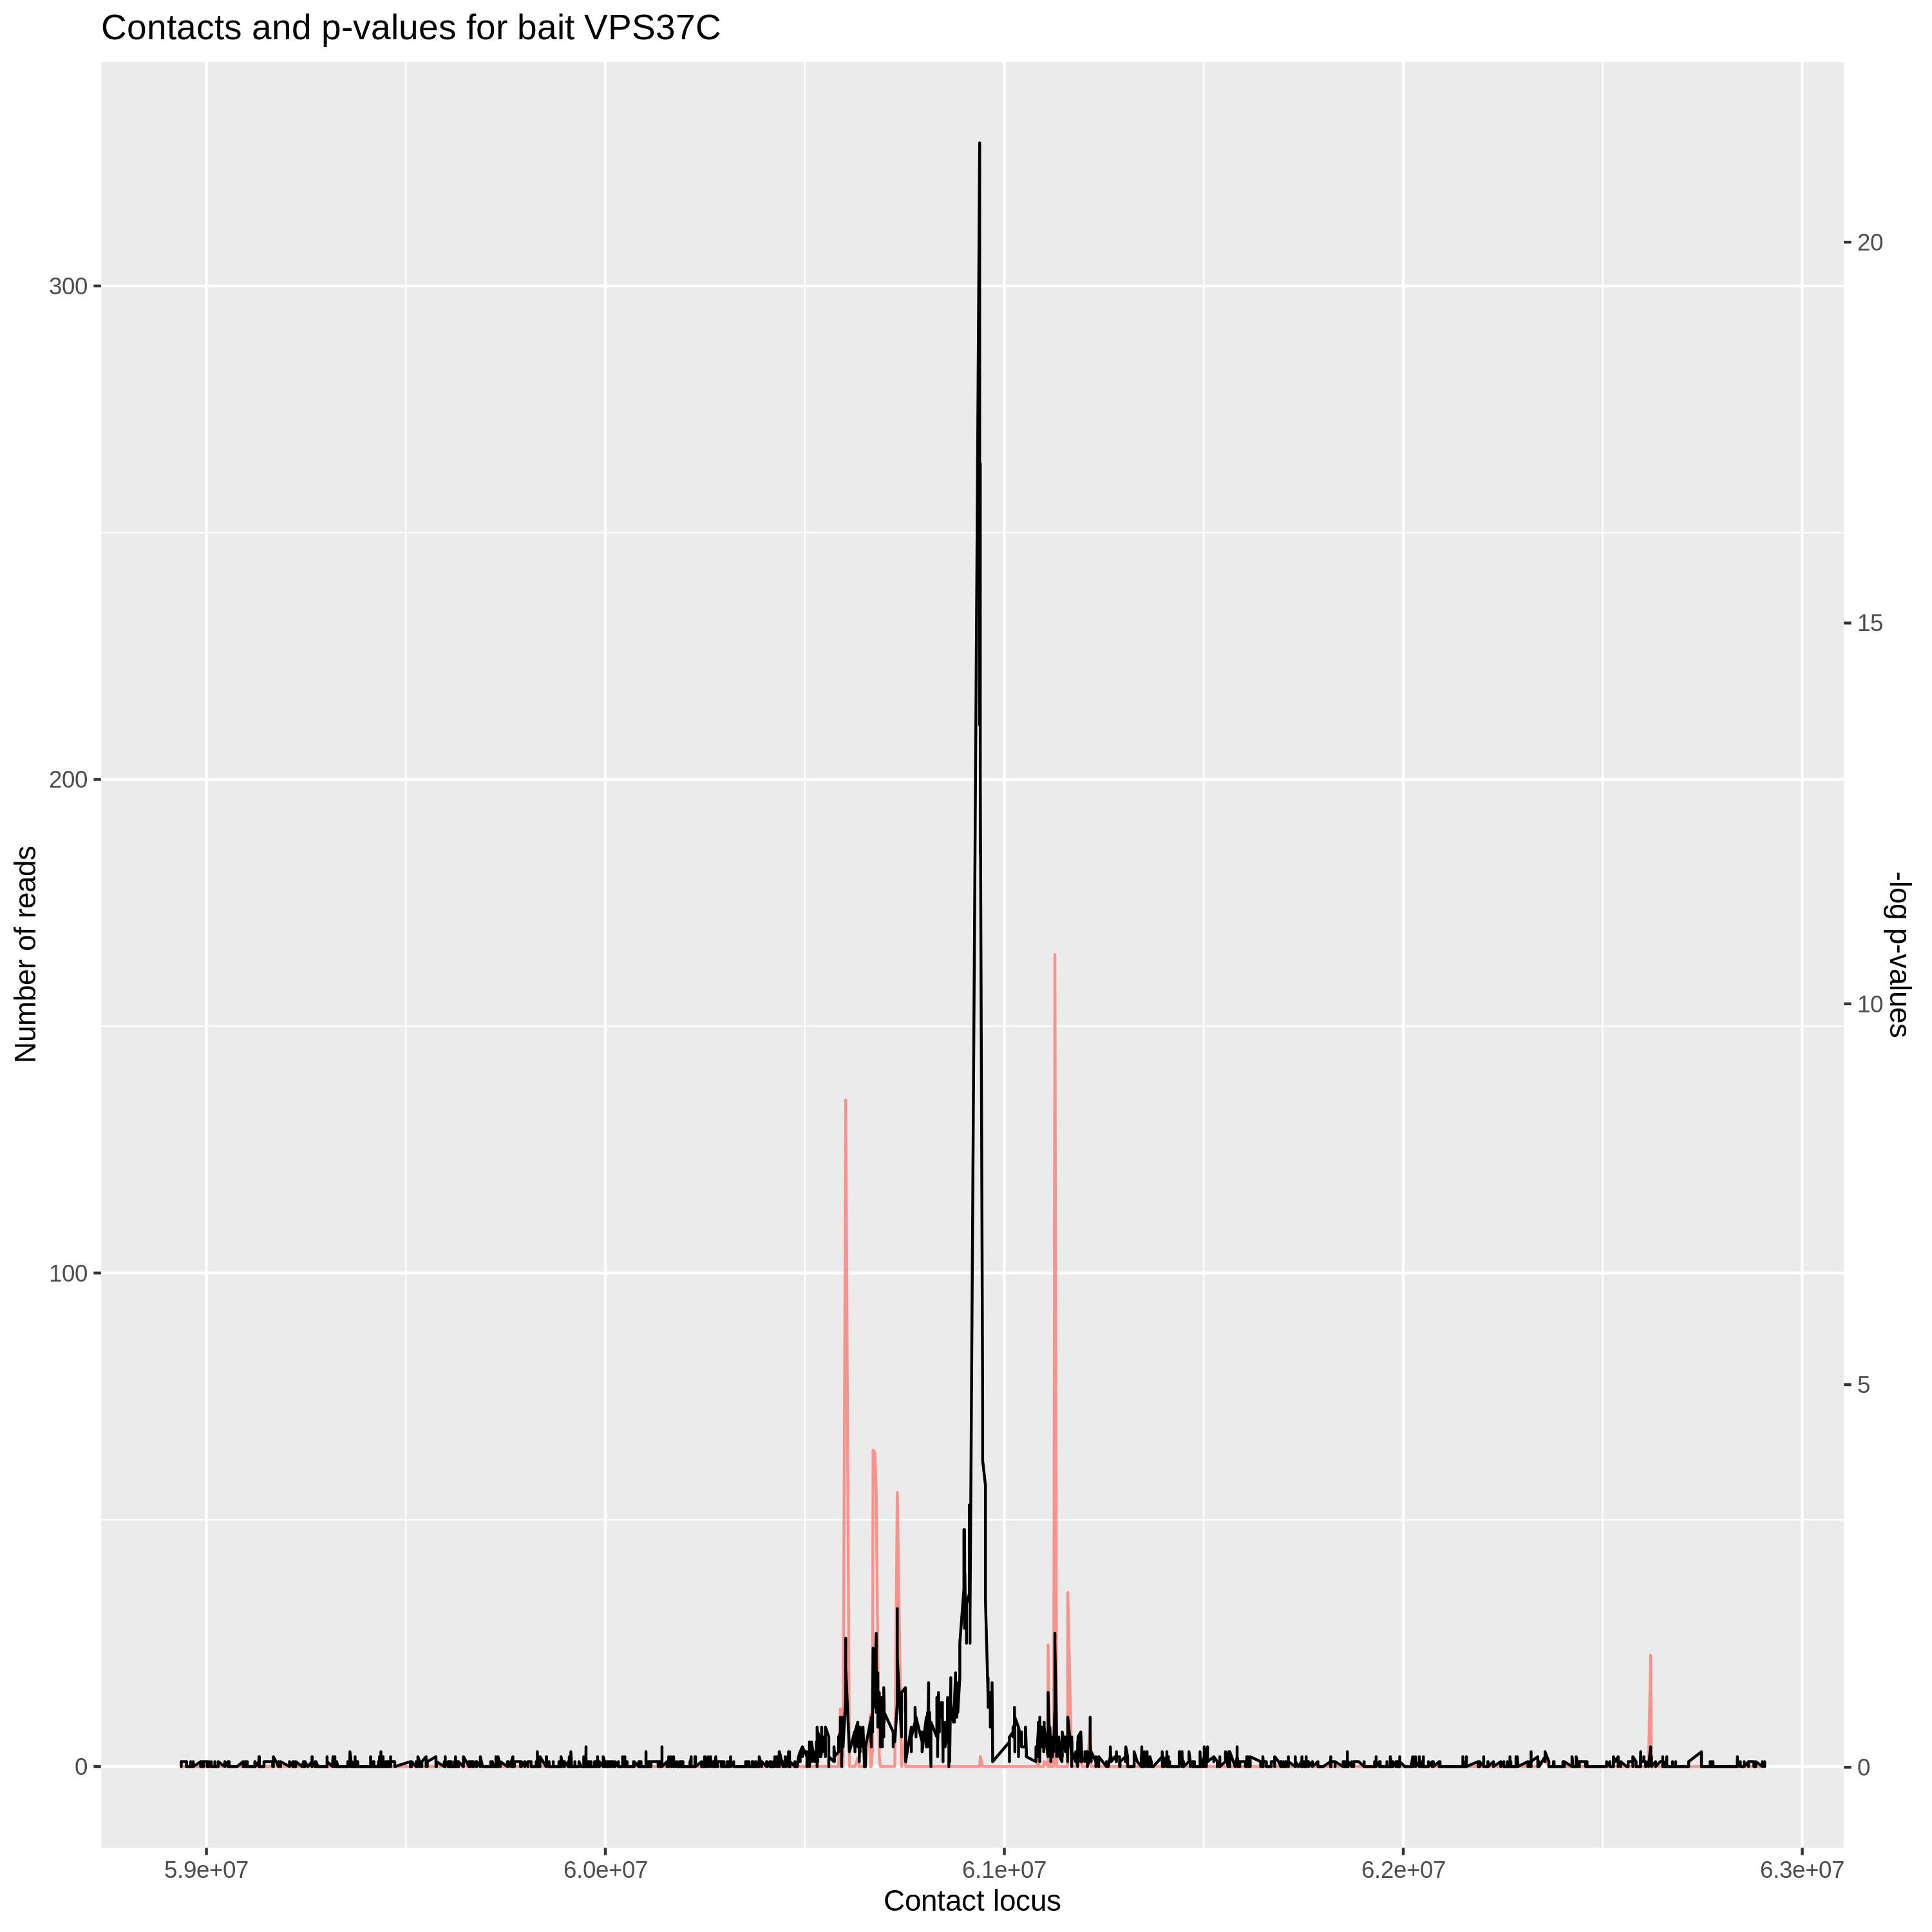 Contacts and p-values for bait VPS37C
Number of reads
300
200
100
0
20
15
10
5
0
-log p-values
5.9e+07
6.0e+07
6.1e+07
6.2e+07
6.3e+07
Contact locus